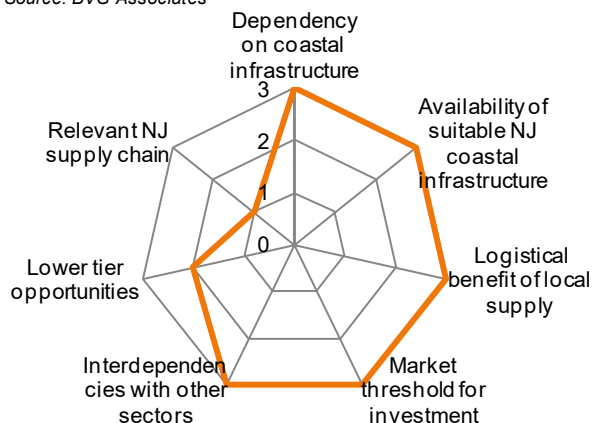 Source: BVG Associates
Dependency
on coastal
infrastructure
3
2
1
0
Availability of
suitable NJ
coastal
infrastructure
Logistical
benefit of local
supply
Market
threshold for
investment
Interdependen
cies with other
sectors
Lower tier
opportunities
Relevant NJ
supply chain